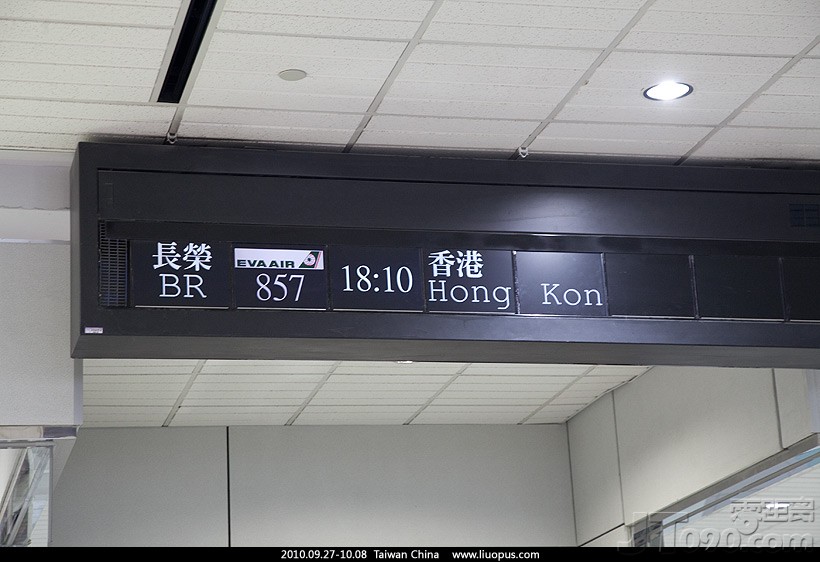 長榮 EVA AIR 18:10 香港
BR 857 Hong Kon
2010.09.27-10.08 Taiwan China www.liuopus.com